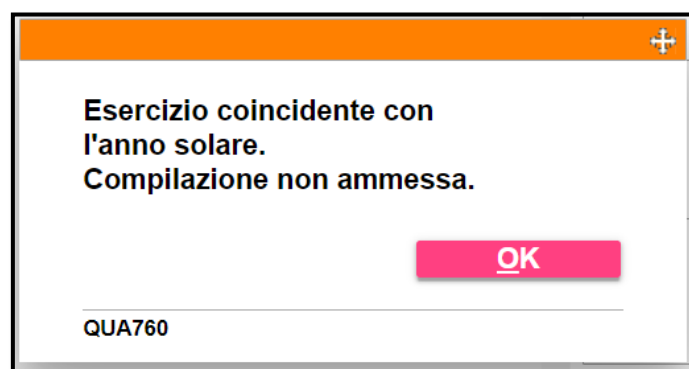 Esercizio coincidente con
l'anno solare.
Compilazione non ammessa.
OK
QUA760